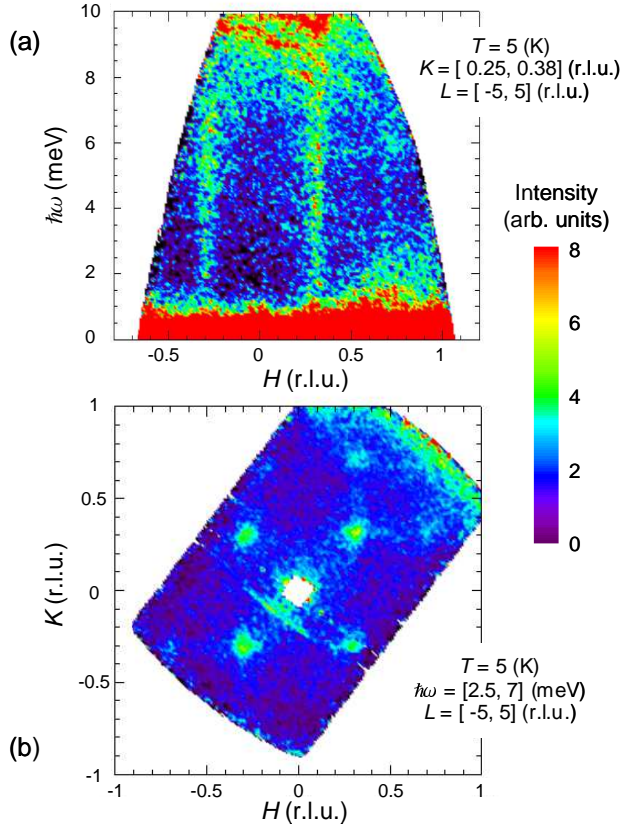 (a)
10
8
6
4
2
0
ℏω (meV)
-0.5 0 0.5 1
H (r.l.u.)
T = 5 (K)
K = [ 0.25, 0.38] (r.l.u.)
L = [ -5, 5] (r.l.u.)
Intensity
(arb. units)
8
6
4
2
0
(b)
1
0.5
0
-0.5
-1
K (r.l.u.)
-1 -0.5 0 0.5 1
H (r.l.u.)
T = 5 (K)
ℏω = [2.5, 7] (meV)
L = [ -5, 5] (r.l.u.)